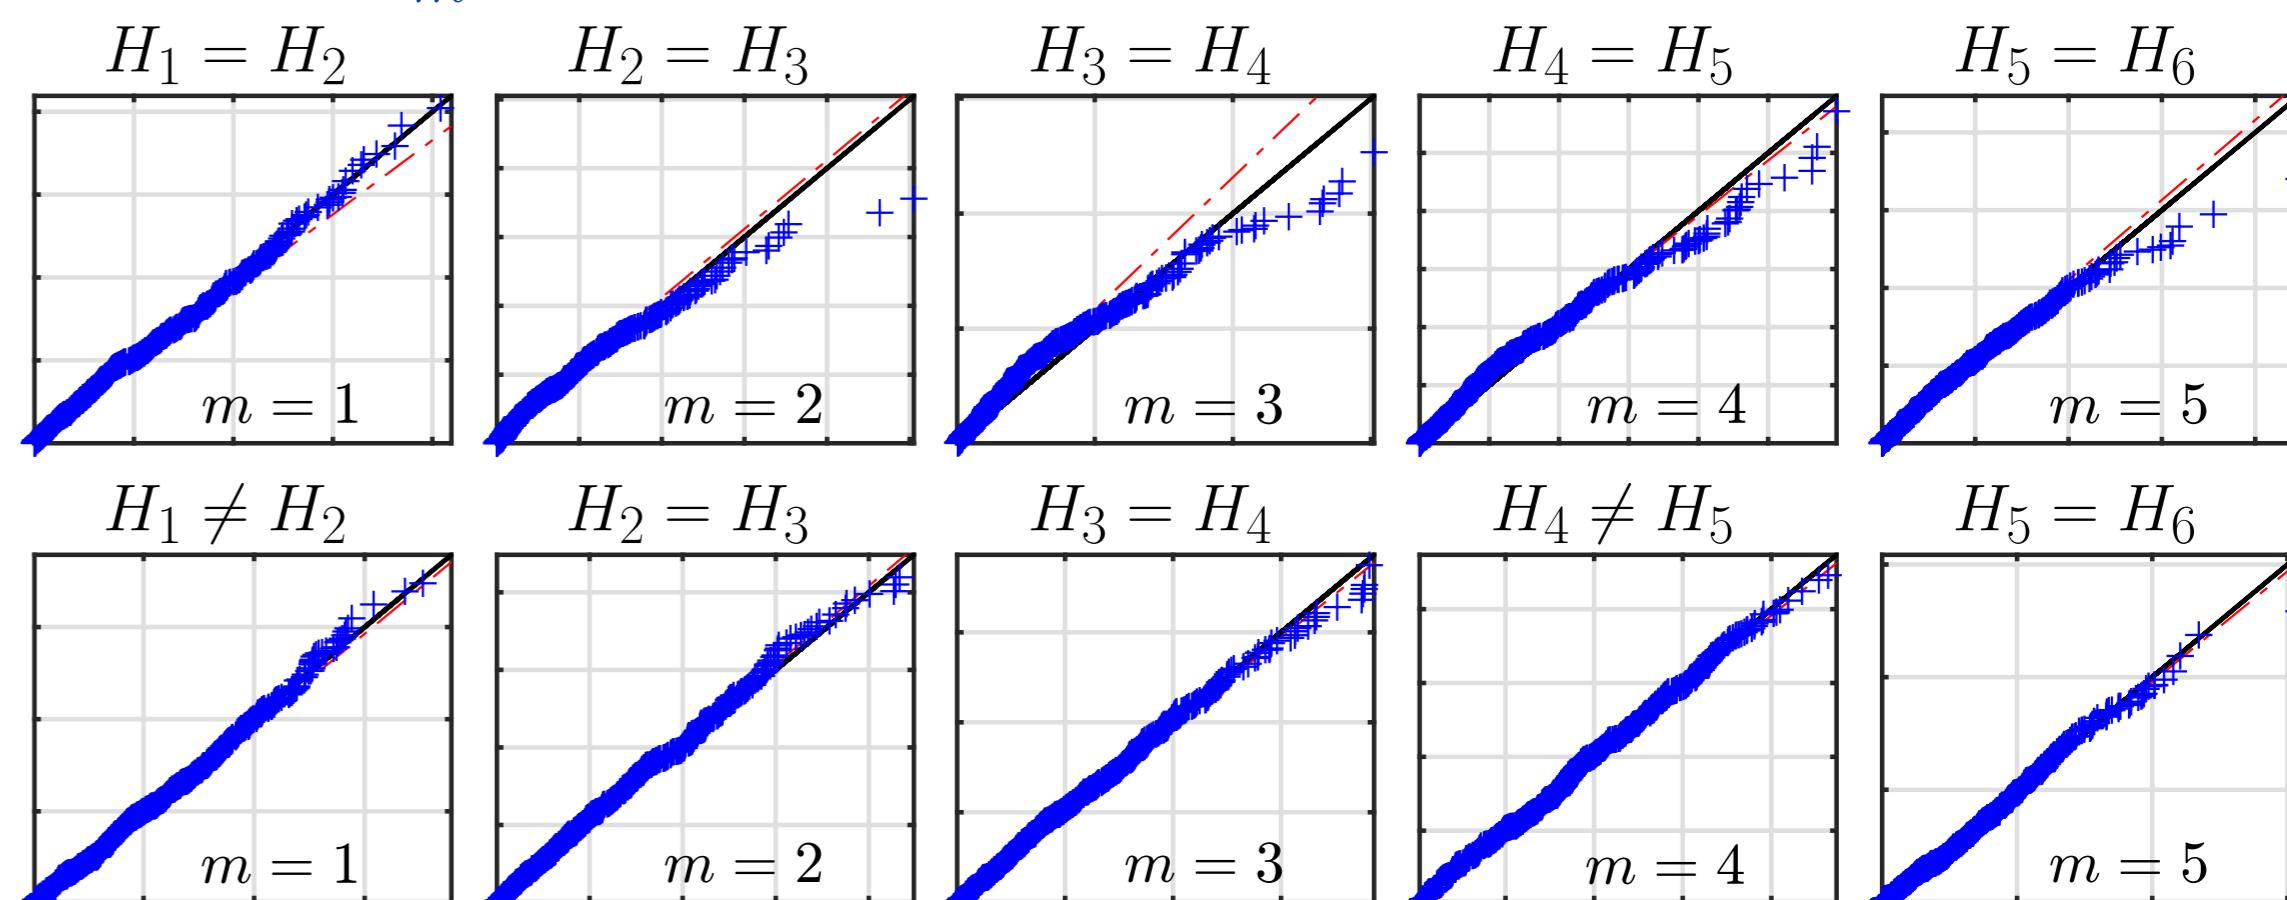 H₁ = H₂ H₂ = H₃ H₃ = H₄ H₄ = H₅ H₅ = H₆
m = 1 m = 2 m = 3 m = 4 m = 5
H₁ ≠ H₂ H₂ = H₃ H₃ = H₄ H₄ ≠ H₅ H₅ = H₆
m = 1 m = 2 m = 3 m = 4 m = 5